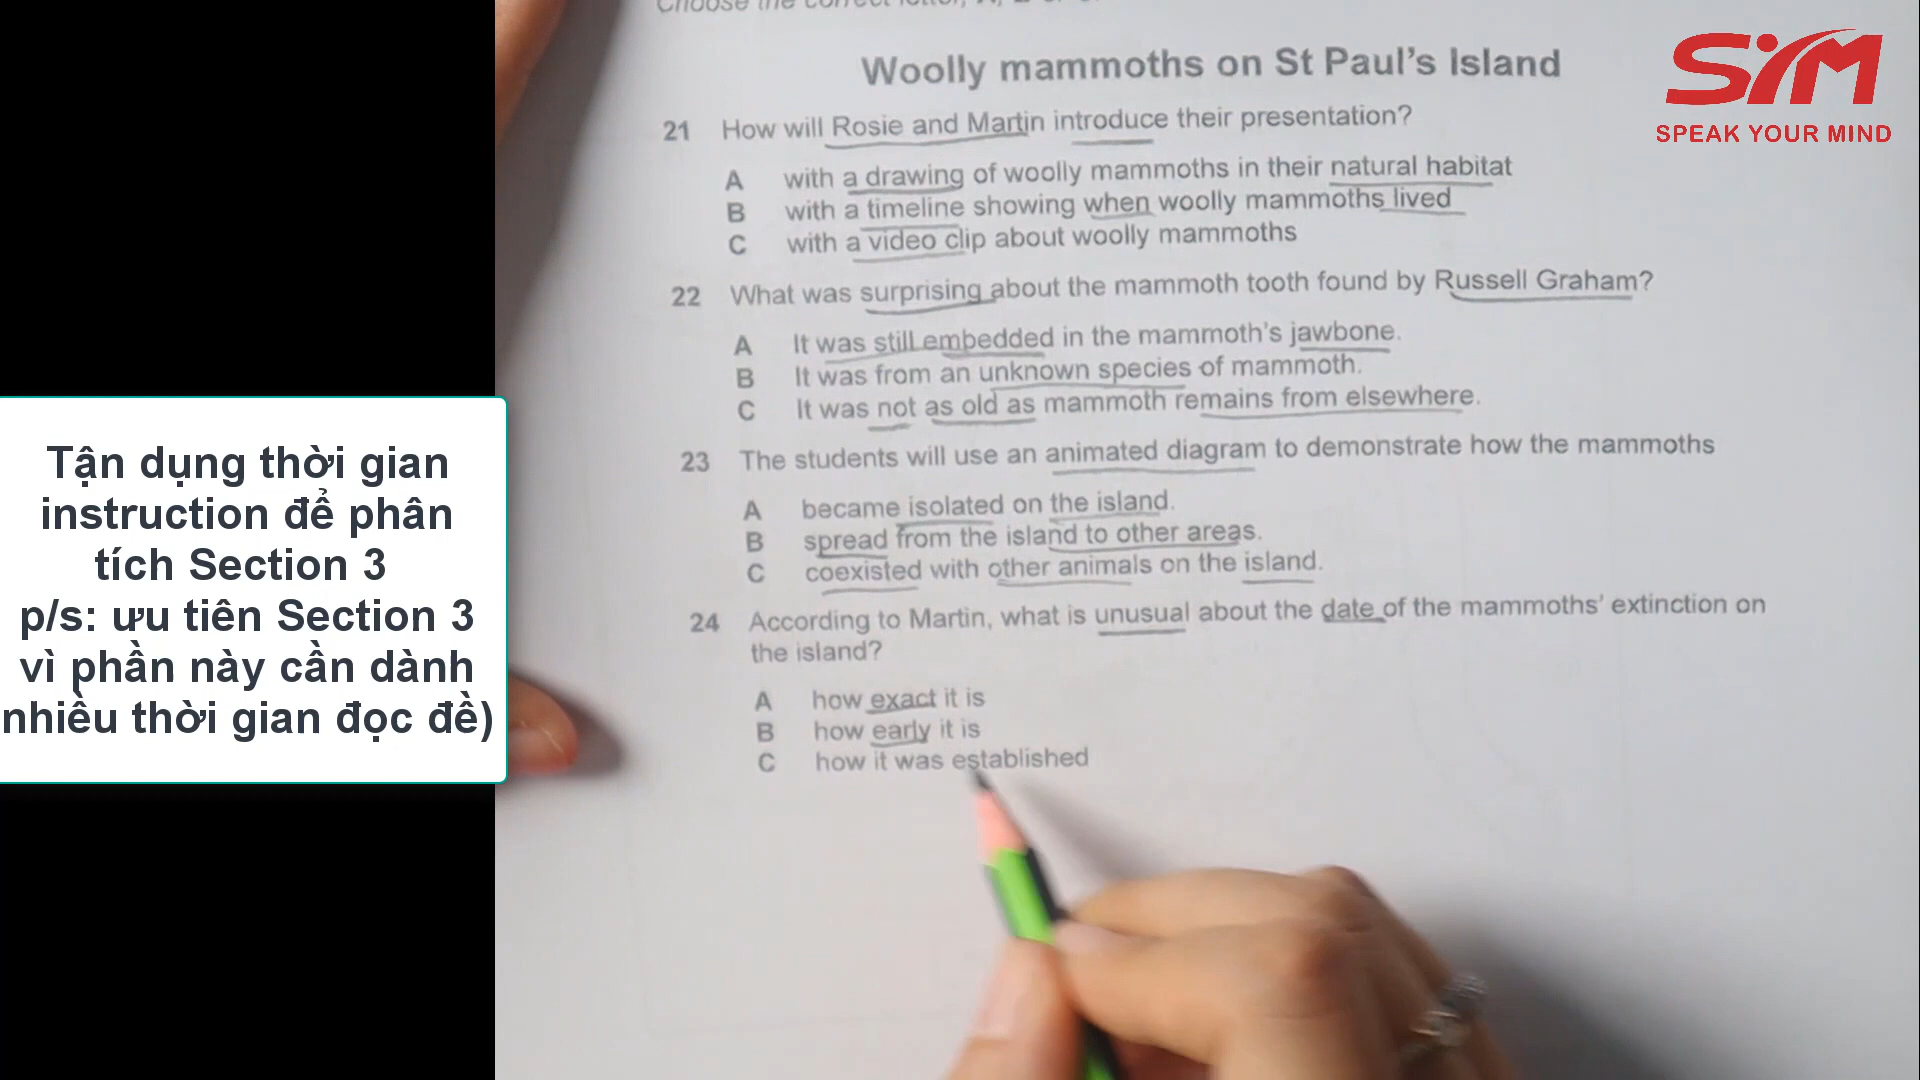 Choose the correct letter, A, B or C.
Woolly mammoths on St Paul's Island
SiM
SPEAK YOUR MIND
21 How will Rosie and Martin introduce their presentation?
A with a drawing of woolly mammoths in their natural habitat
B with a timeline showing when woolly mammoths lived
C with a video clip about woolly mammoths
22 What was surprising about the mammoth tooth found by Russell Graham?
A It was still embedded in the mammoth's jawbone.
B It was from an unknown species of mammoth.
C It was not as old as mammoth remains from elsewhere.
23 The students will use an animated diagram to demonstrate how the mammoths
A became isolated on the island.
B spread from the island to other areas.
C coexisted with other animals on the island.
24 According to Martin, what is unusual about the date of the mammoths' extinction on
the island?
A how exact it is
B how early it is
C how it was established
Tận dụng thời gian
instruction để phân
tích Section 3
p/s: ưu tiên Section 3
vì phần này cần dành
nhiều thời gian đọc đề)